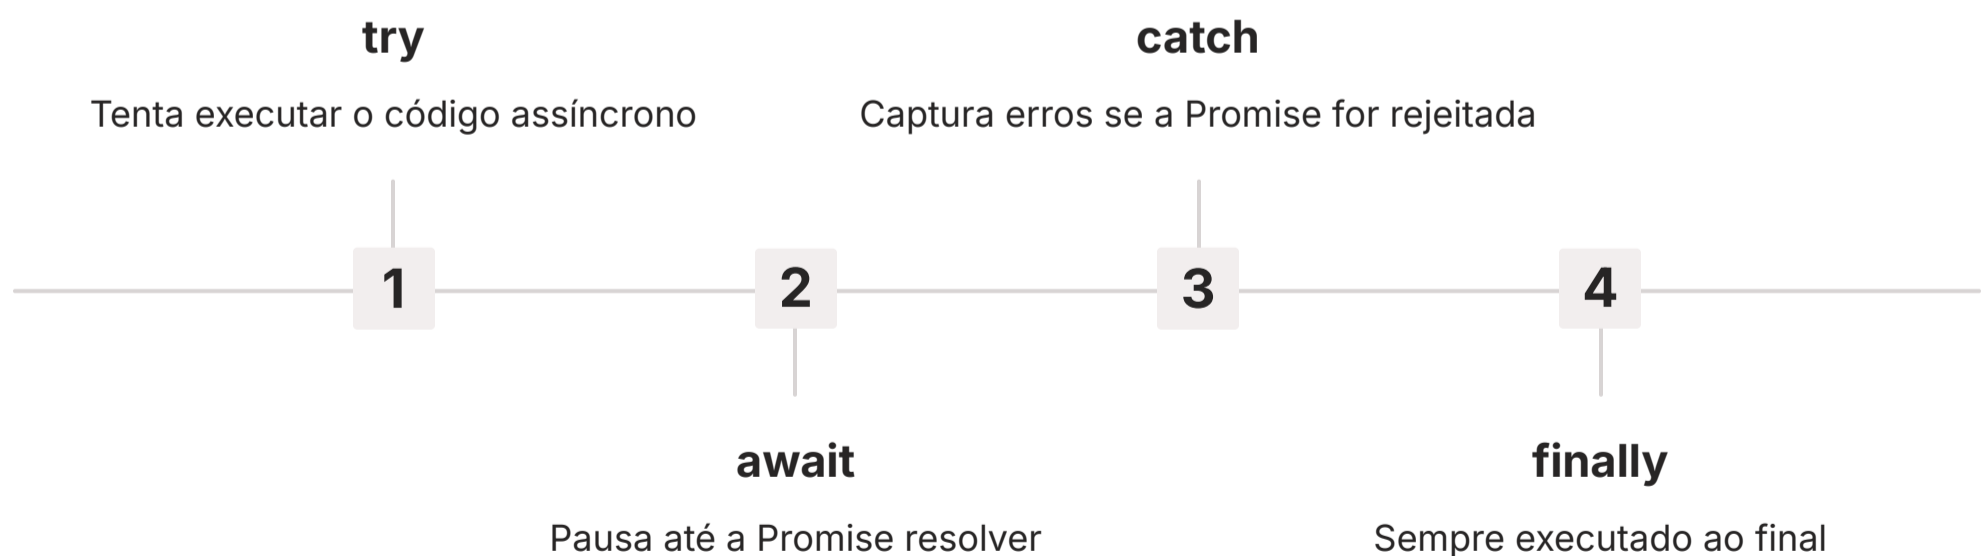 try
Tenta executar o código assíncrono
catch
Captura erros se a Promise for rejeitada
1
2
3
4
await
Pausa até a Promise resolver
finally
Sempre executado ao final